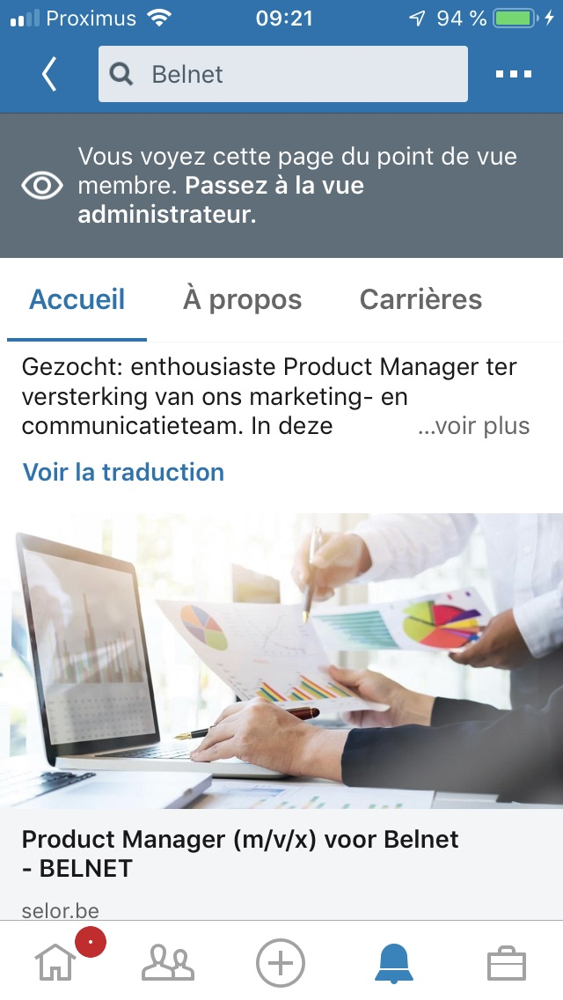 Proximus 09:21 94 %
Belnet
Vous voyez cette page du point de vue
membre. Passez à la vue
administrateur.
Accueil À propos Carrières
Gezocht: enthousiaste Product Manager ter
versterking van ons marketing- en
communicatieteam. In deze ...voir plus
Voir la traduction
Product Manager (m/v/x) voor Belnet
- BELNET
selor.be